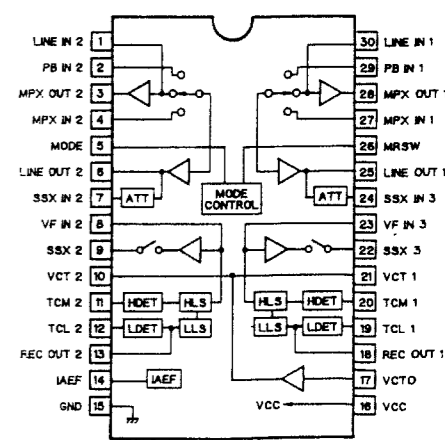 LINE IN 2 1 30 LINE IN 1
PB IN 2 2 29 PB IN 1
MPX OUT 2 3 28 MPX OUT 1
MPX IN 2 4 27 MPX IN 1
MODE 5 26 MRSW
LINE OUT 2 6 25 LINE OUT 1
SSX IN 2 7 ATT MODE CONTROL ATT 24 SSX IN 3
VF IN 2 8 23 VF IN 3
SSX 2 9 22 SSX 3
VCT 2 10 21 VCT 1
TCM 2 11 HDET HLS HLS HDET 20 TCM 1
TCL 2 12 LDET LLS LLS LDET 19 TCL 1
REC OUT 2 13 18 REC OUT 1
IAEF 14 IAEF 17 VCTO
GND 15 VCC 16 VCC